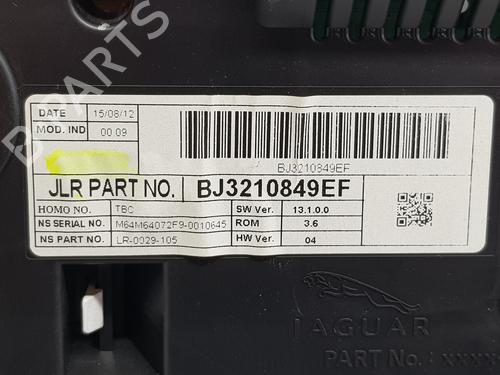 B PARTS
DATE 15/08/12
MOD. IND 00 09
BJ3210849EF
JLR PART NO. BJ3210849EF
HOMO NO. TBC SW Ver. 13.1.0.0
NS SERIAL NO. M64M64072F9-0010645 ROM 3.6
NS PART NO. LR-0029-105 HW Ver. 04
JAGUAR
PART No: xxxx